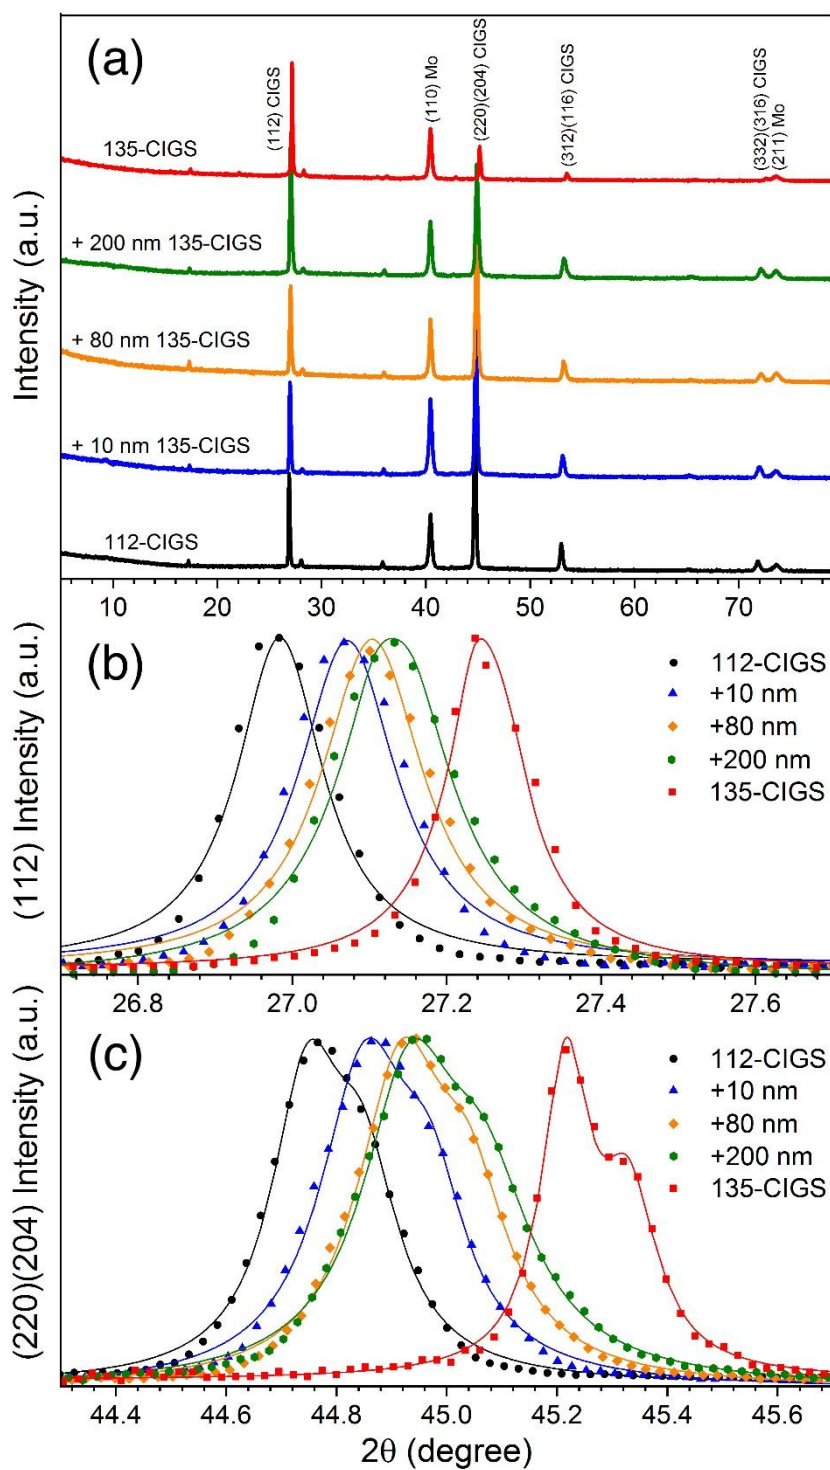 (a)
Intensity (a.u.)
(112) CIGS
(110) Mo
(220)(204) CIGS
(312)(116) CIGS
(332)(316) CIGS
(211) Mo
135-CIGS
+ 200 nm 135-CIGS
+ 80 nm 135-CIGS
+ 10 nm 135-CIGS
112-CIGS
10 20 30 40 50 60 70
(b)
(112) Intensity (a.u.)
112-CIGS
+10 nm
+80 nm
+200 nm
135-CIGS
26.8 27.0 27.2 27.4 27.6
(c)
(220)(204) Intensity (a.u.)
112-CIGS
+10 nm
+80 nm
+200 nm
135-CIGS
44.4 44.6 44.8 45.0 45.2 45.4 45.6
2θ (degree)